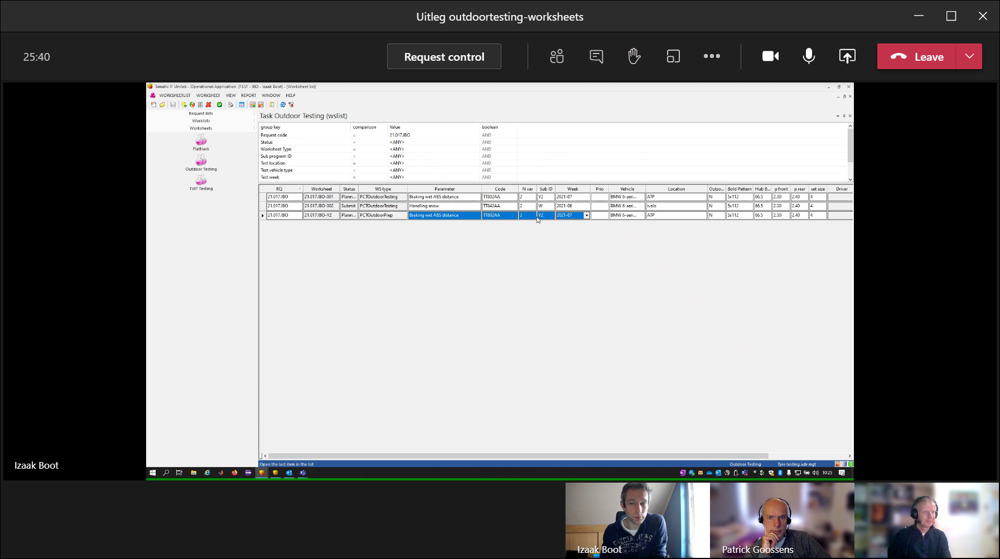 Uitleg outdoortesting-worksheets
25:40
Request control
Leave
Simatic IT Unilab - Operational Application (TEST - IBO - Izaak Boot) - [Worksheet list]
WORKSHEETLIST WORKSHEET VIEW REPORT WINDOW HELP
Request lists
Worklists
Worksheets
Flattrack
Outdoor Testing
TWT Testing
Task Outdoor Testing (wslist)
group key comparison Value boolean
Request code = 21.017.IBO AND
Status = <ANY> AND
Worksheet Type = <ANY> AND
Sub program ID = <ANY> AND
Test location = <ANY> AND
Test vehicle type = <ANY> AND
Test week = <ANY> AND
RQ Worksheet Status WS type Parameter Code N var Sub ID Week Prio Vehicle Location Outso... Bold Pattern Hub B... p front p rear set size Driver
21.017.IBO 21.017.IBO-001 Plann... PCTOutdoorTesting Braking wet ABS distance TT802AA 2 Y2 2021-07 BMW 6-seri... ATP N 5x112 66.5 2.30 2.40 4
21.017.IBO 21.017.IBO-002 Submit PCTOutdoorTesting Handling snow TT842AA 2 W 2021-06 BMW 6-seri... Ivalo N 5x112 66.5 2.30 2.40 4
21.017.IBO 21.017.IBO-Y2 Plann... PCTOutdoorPrep Braking wet ABS distance TT802AA 2 Y2 2021-07 BMW 6-seri... ATP N 5x112 66.5 2.30 2.40 4
Open the last item in the list Outdoor Testing Tyre testing adv mgt
10:25
Izaak Boot
Izaak Boot
Patrick Goossens